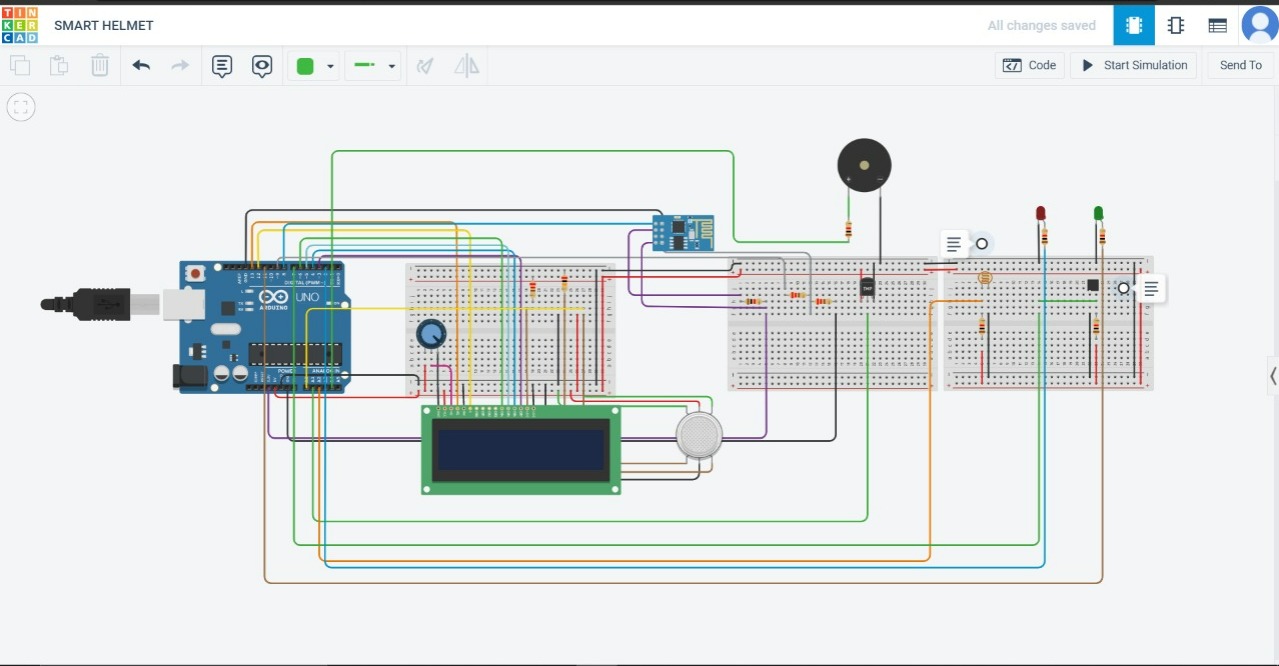 TIN
KER
CAD
SMART HELMET
All changes saved
Code
Start Simulation
Send To
DIGITAL (PWM~)
UNO
ARDUINO
POWER
ANALOG IN
TMP